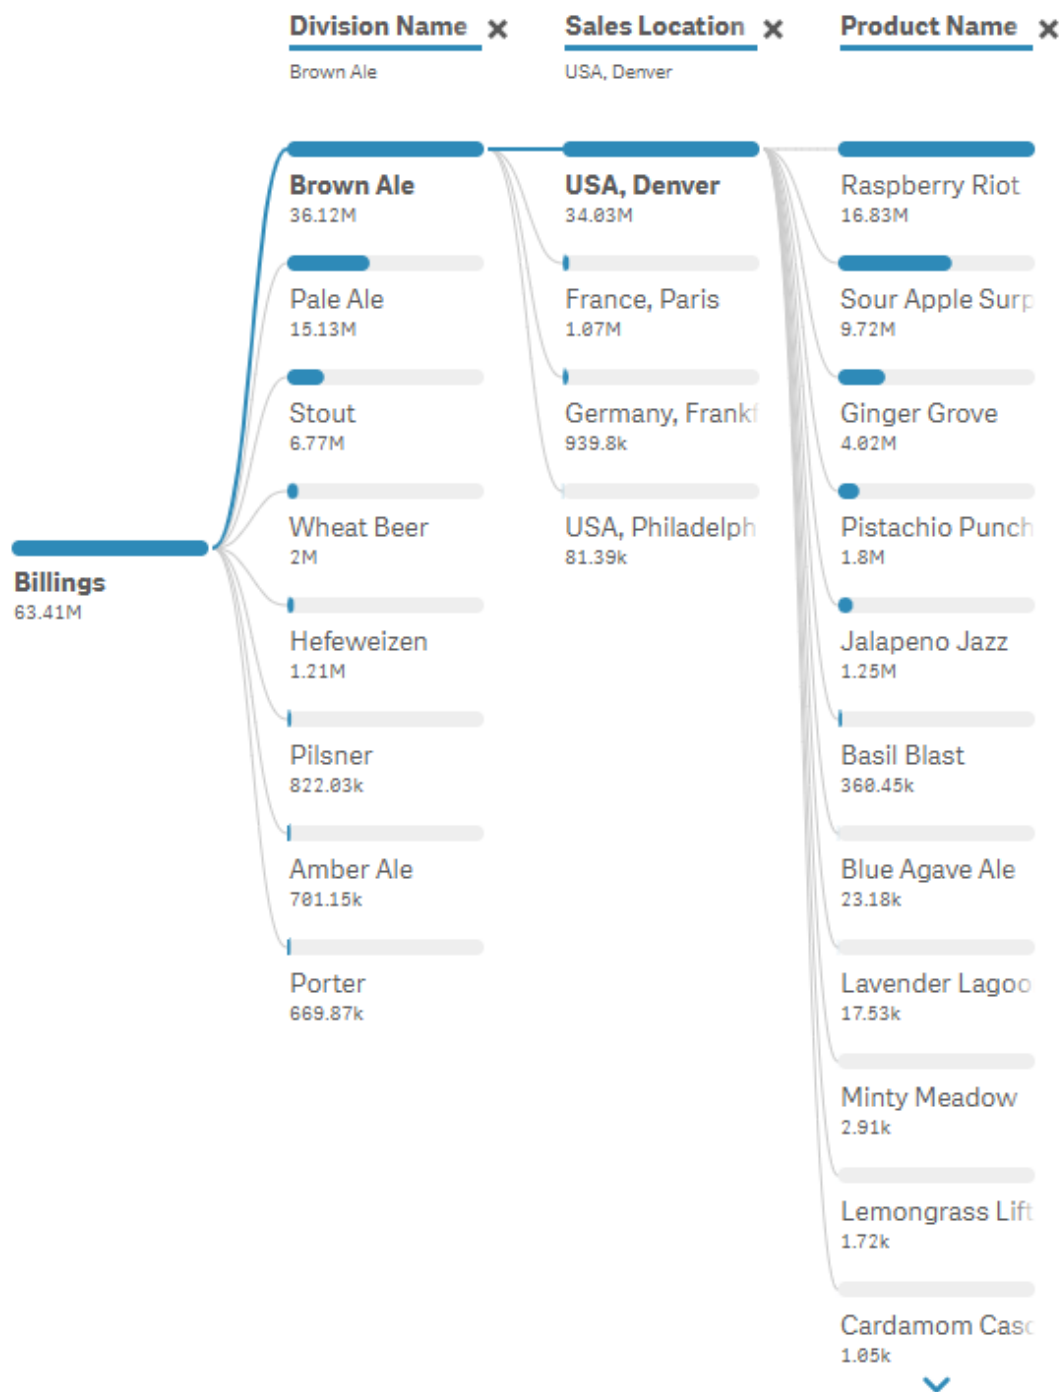 Division Name
Sales Location
Product Name
Brown Ale
USA, Denver
Billings
63.41M
Brown Ale
36.12M
Pale Ale
15.13M
Stout
6.77M
Wheat Beer
2M
Hefeweizen
1.21M
Pilsner
822.03k
Amber Ale
701.15k
Porter
669.87k
USA, Denver
34.03M
France, Paris
1.07M
Germany, Frankf
939.8k
USA, Philadelph
81.39k
Raspberry Riot
16.83M
Sour Apple Surp
9.72M
Ginger Grove
4.02M
Pistachio Punch
1.8M
Jalapeno Jazz
1.25M
Basil Blast
360.45k
Blue Agave Ale
23.18k
Lavender Lagoo
17.53k
Minty Meadow
2.91k
Lemongrass Lift
1.72k
Cardamom Casc
1.05k